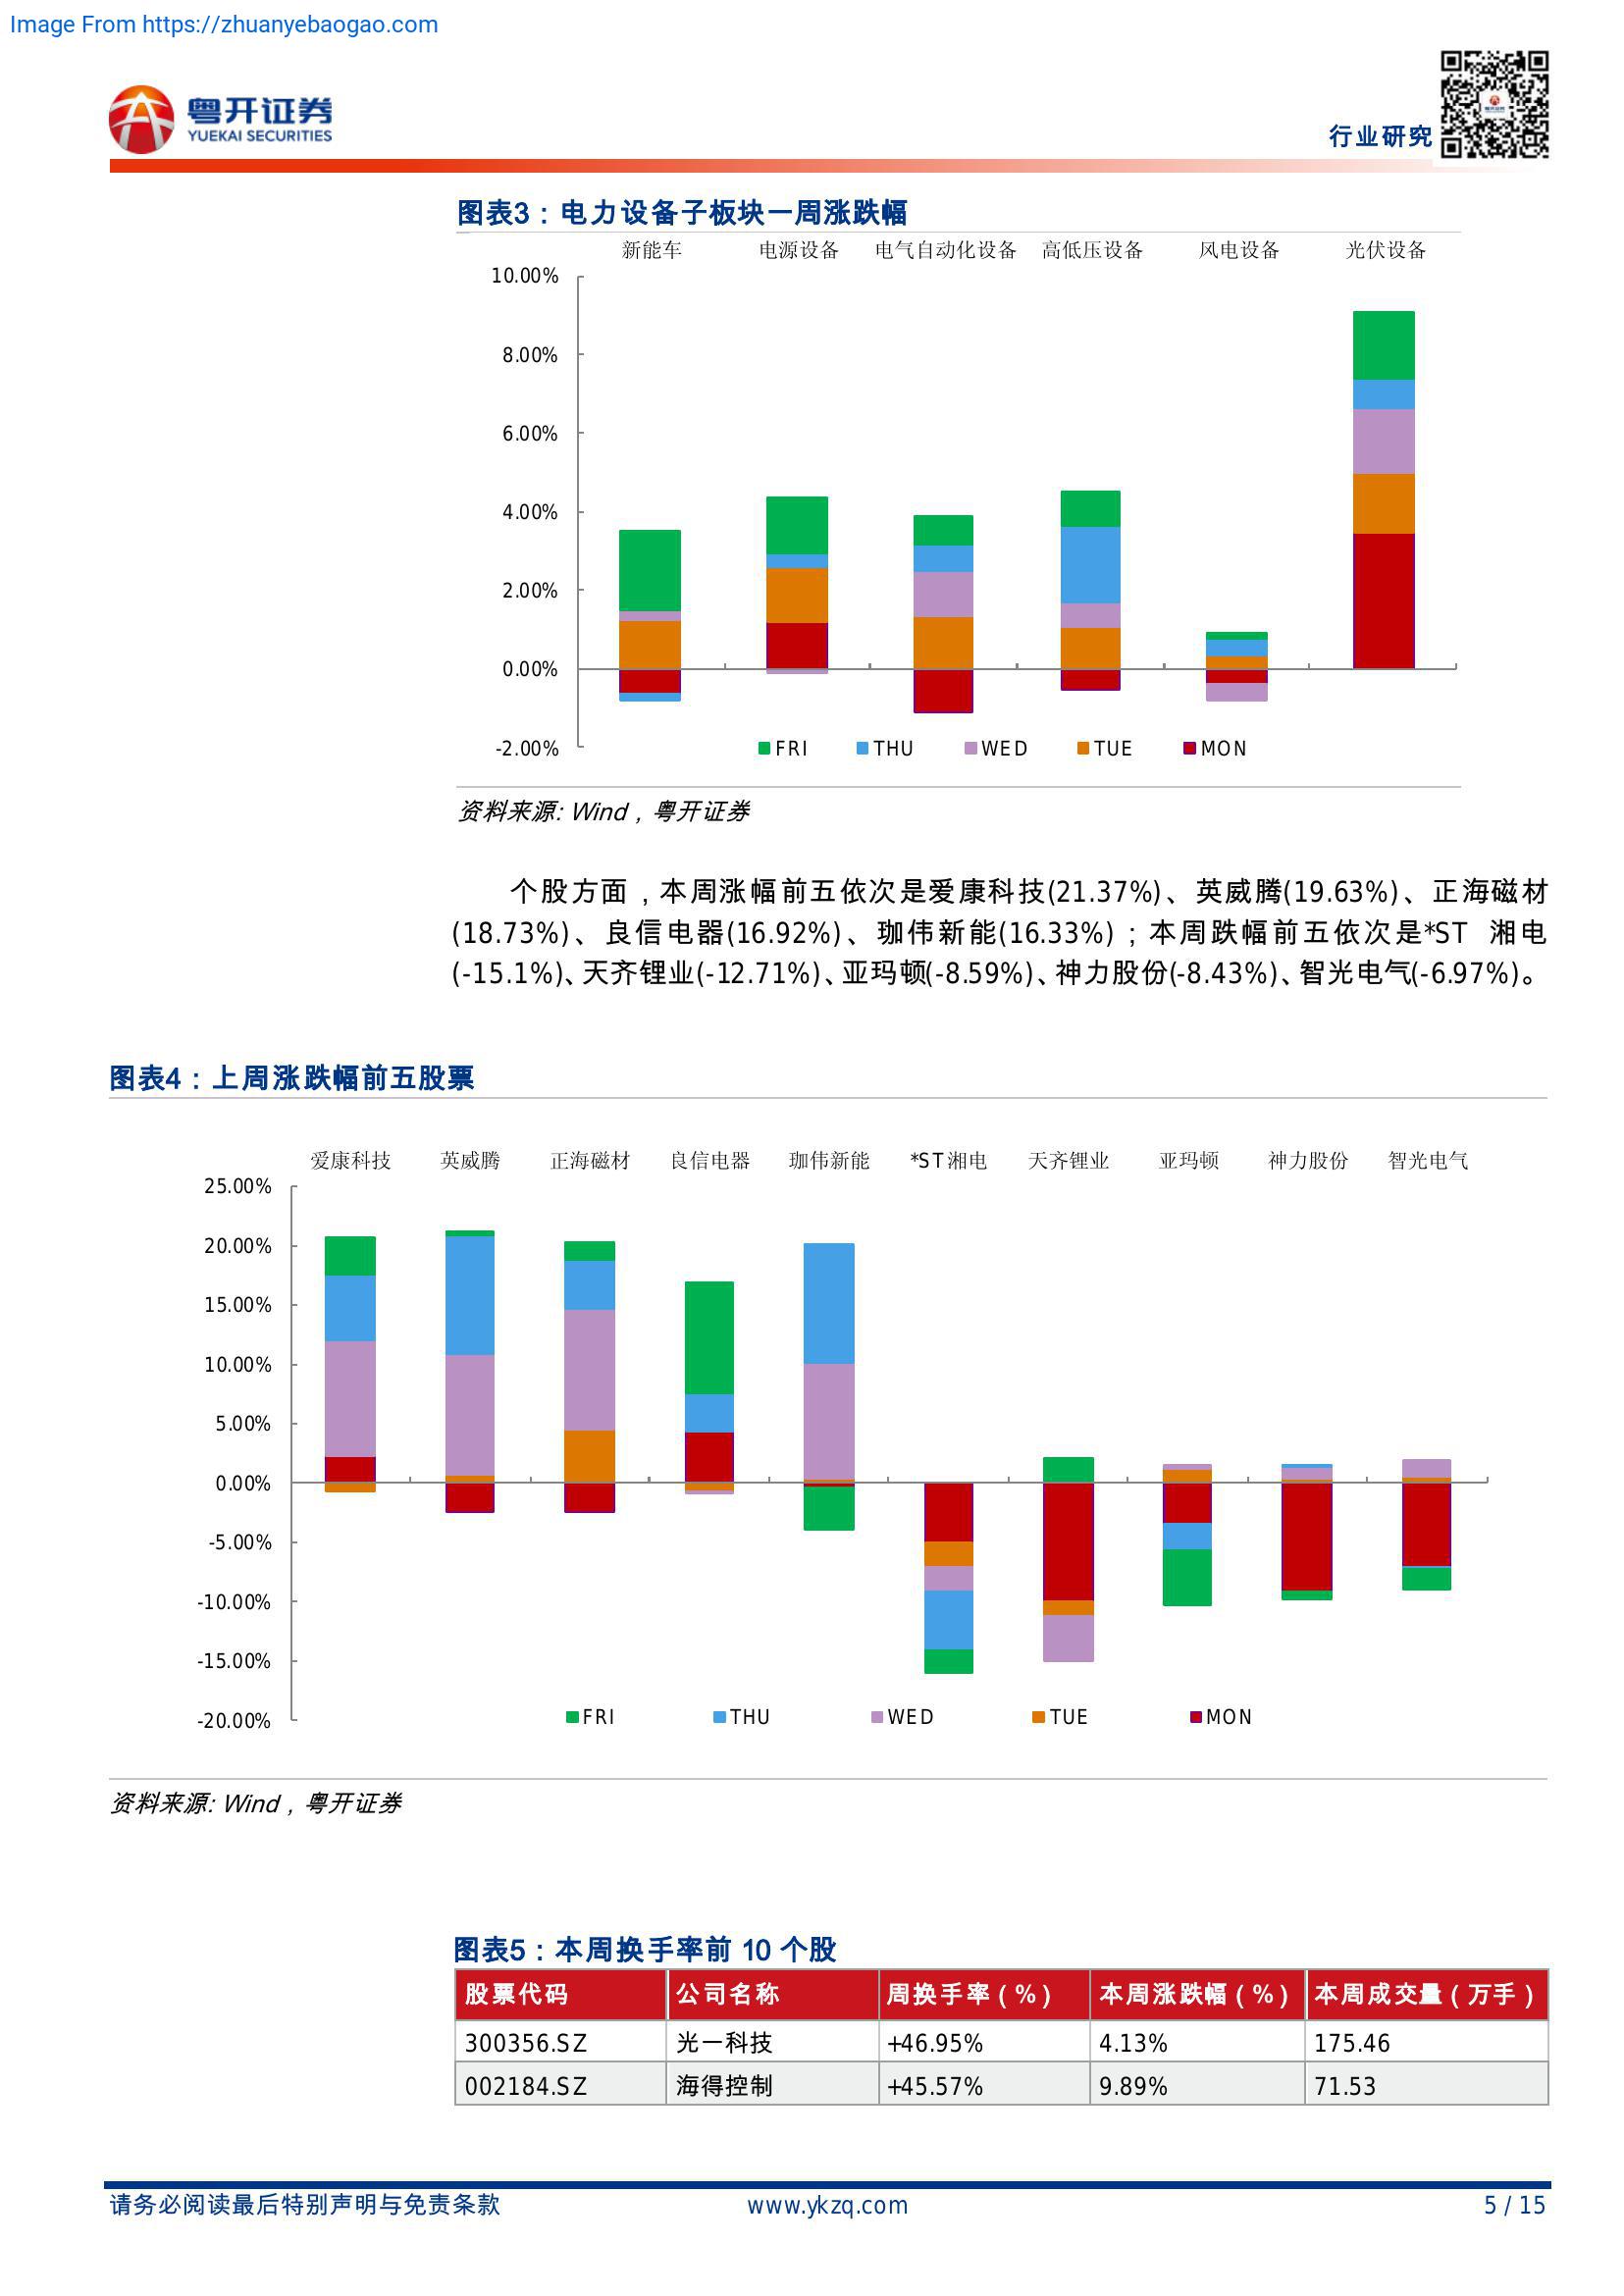 Image From https://zhuanyebaogao.com
粤开证券
YUEKAI SECURITIES
行业研究
图表3：电力设备子板块一周涨跌幅
新能车 电源设备 电气自动化设备 高低压设备 风电设备 光伏设备
10.00%
8.00%
6.00%
4.00%
2.00%
0.00%
-2.00%
FRI THU WED TUE MON
资料来源: Wind，粤开证券
个股方面，本周涨幅前五依次是爱康科技(21.37%)、英威腾(19.63%)、正海磁材
(18.73%)、良信电器(16.92%)、珈伟新能(16.33%)；本周跌幅前五依次是*ST 湘电
(-15.1%)、天齐锂业(-12.71%)、亚玛顿(-8.59%)、神力股份(-8.43%)、智光电气(-6.97%)。
图表4：上周涨跌幅前五股票
爱康科技 英威腾 正海磁材 良信电器 珈伟新能 *ST湘电 天齐锂业 亚玛顿 神力股份 智光电气
25.00%
20.00%
15.00%
10.00%
5.00%
0.00%
-5.00%
-10.00%
-15.00%
-20.00%
FRI THU WED TUE MON
资料来源: Wind，粤开证券
图表5：本周换手率前 10 个股
股票代码 公司名称 周换手率（%） 本周涨跌幅（%） 本周成交量（万手）
300356.SZ 光一科技 +46.95% 4.13% 175.46
002184.SZ 海得控制 +45.57% 9.89% 71.53
请务必阅读最后特别声明与免责条款 www.ykzq.com 5 / 15